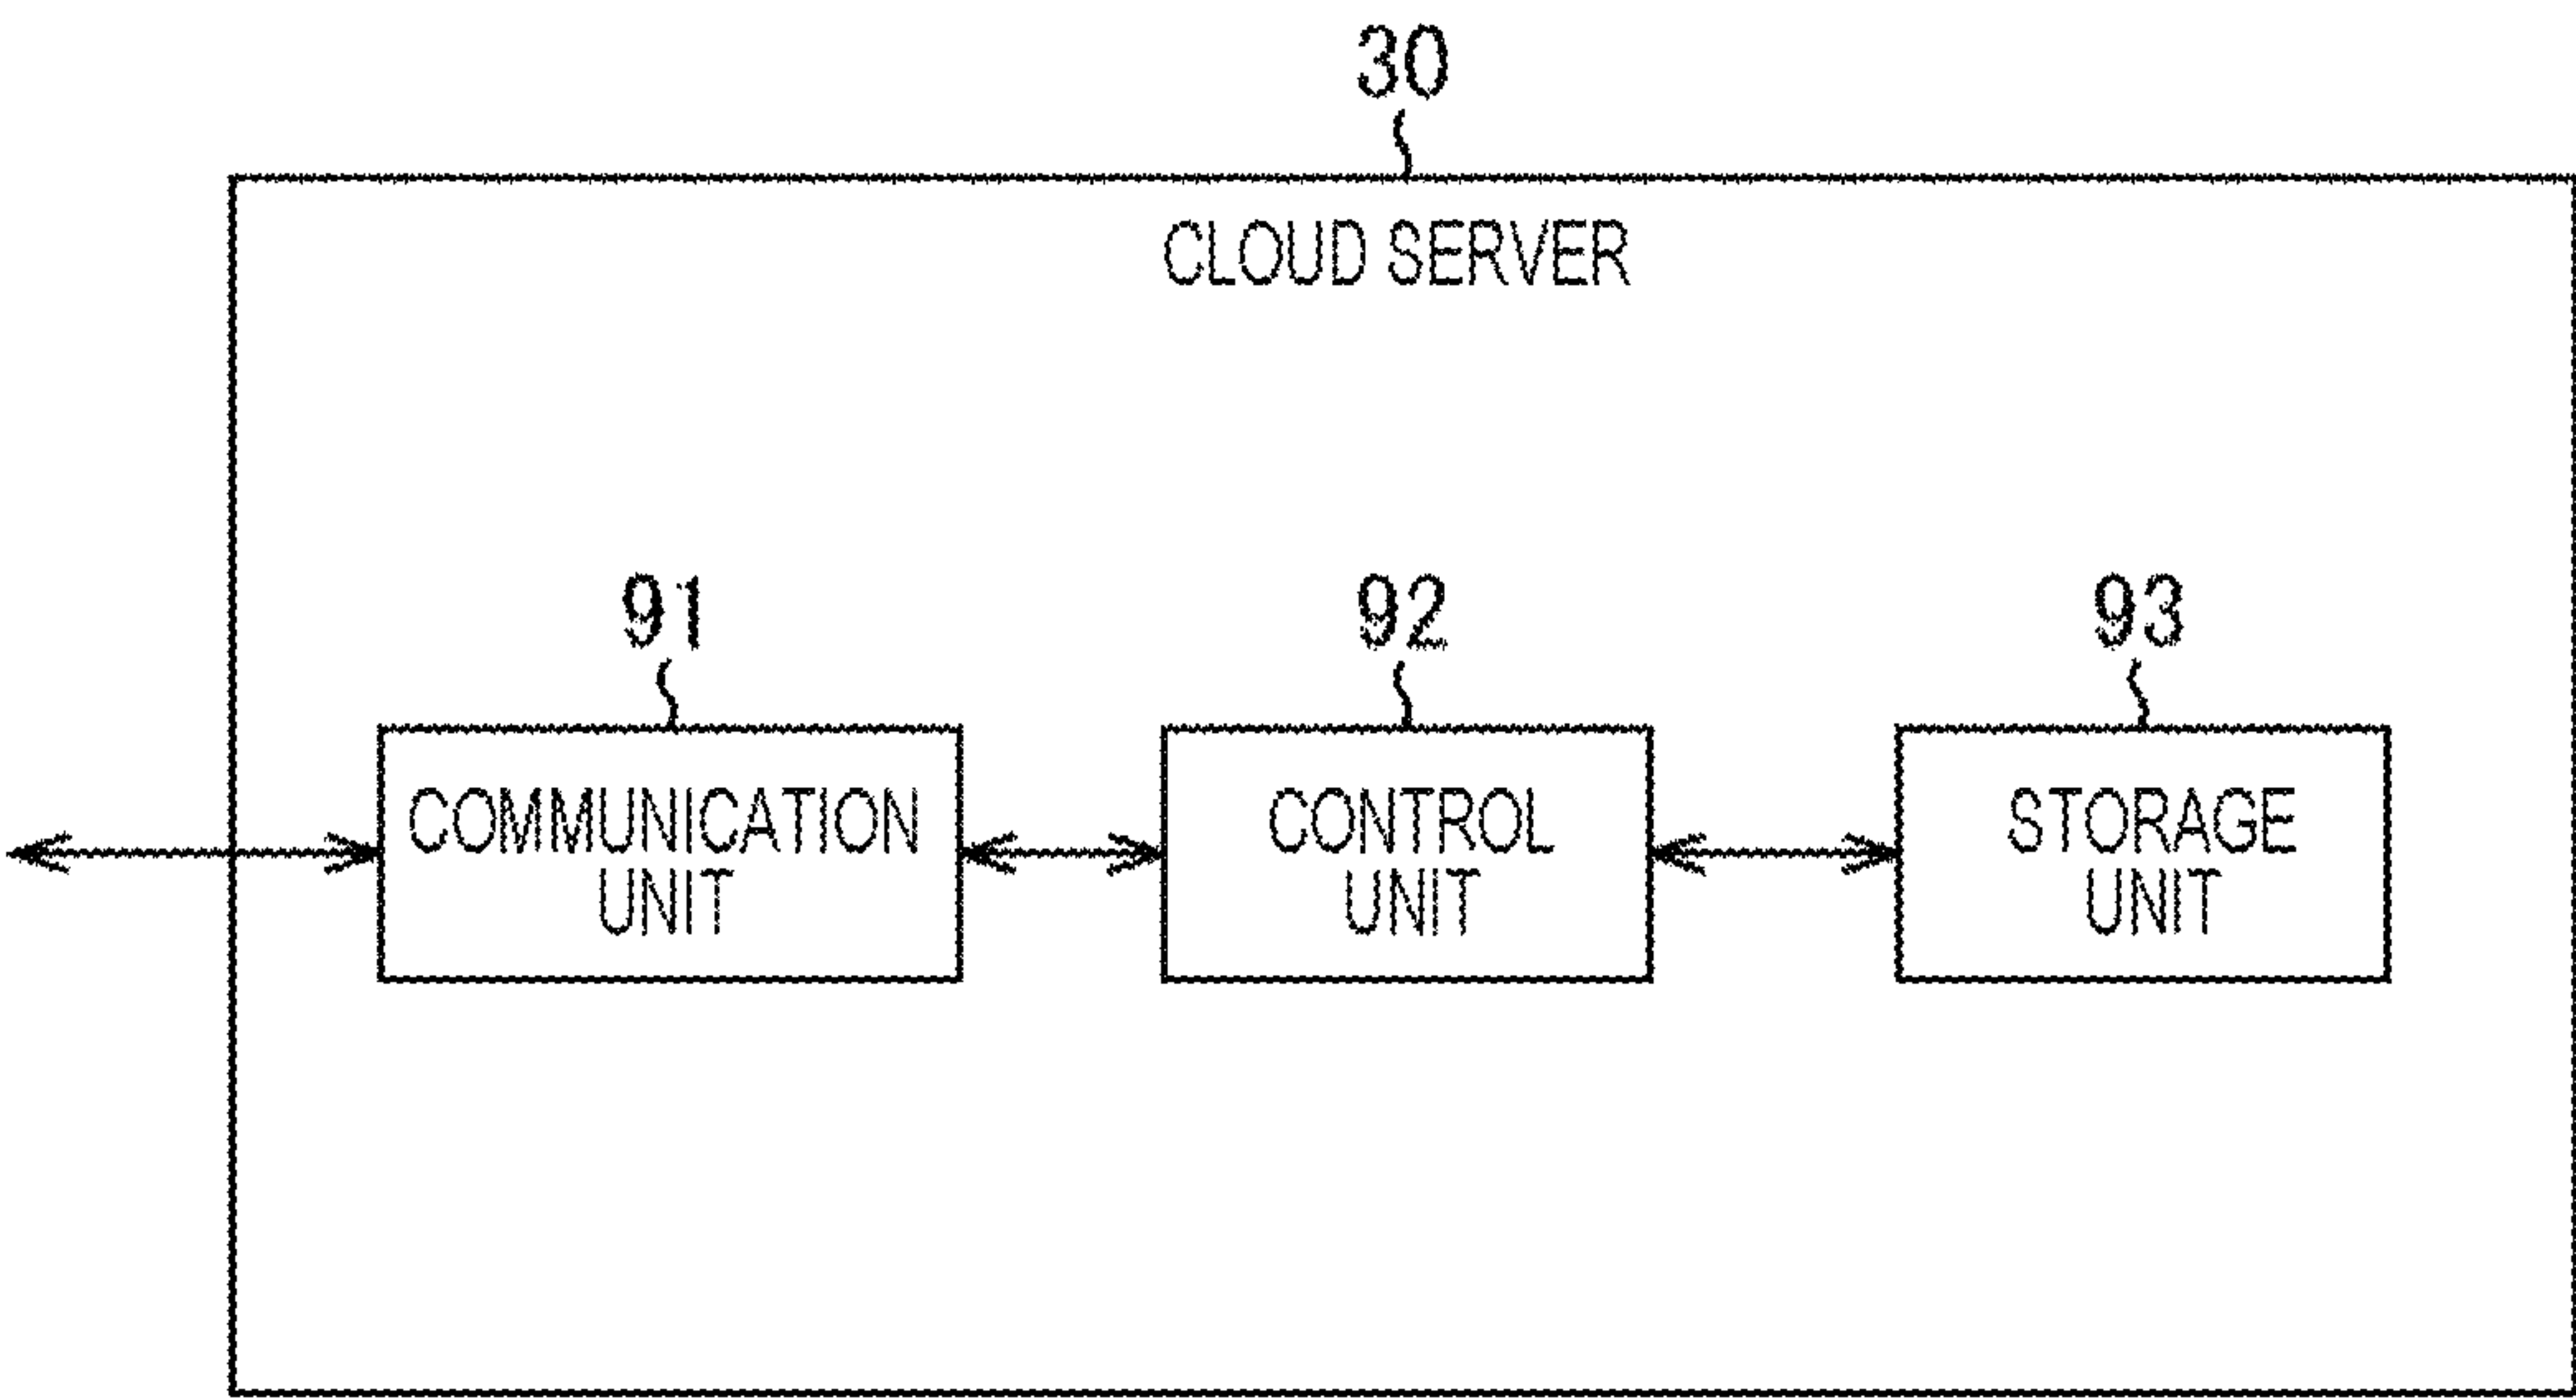 30
CLOUD SERVER
91
92
93
COMMUNICATION
UNIT
CONTROL
UNIT
STORAGE
UNIT